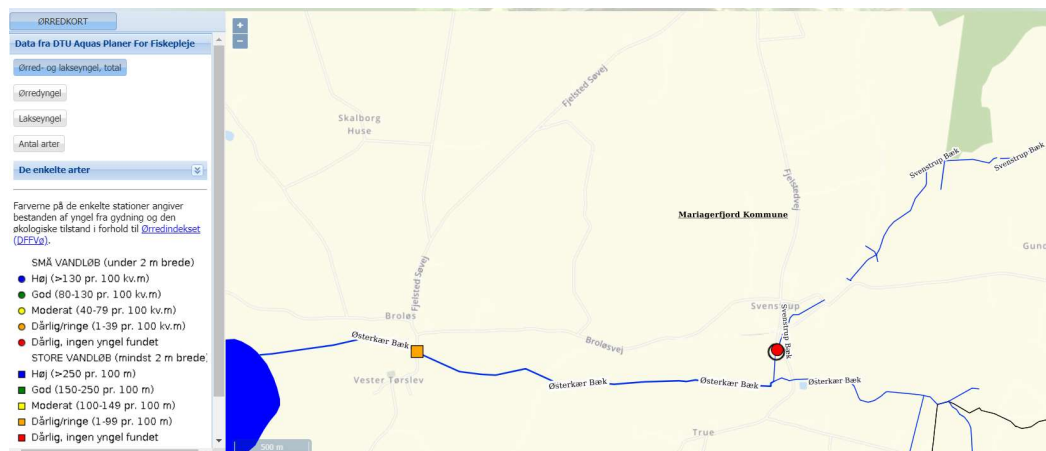 ØRREDKORT
Data fra DTU Aquas Planer For Fiskepleje
Ørred- og lakseyngel, total
Ørredyngel
Lakseyngel
Antal arter
De enkelte arter
Farverne på de enkelte stationer angiver
bestanden af yngel fra gydning og den
økologiske tilstand i forhold til Ørredindekset
(DFFVø).
SMÅ VANDLØB (under 2 m brede)
Høj (>130 pr. 100 kv.m)
God (80-130 pr. 100 kv.m)
Moderat (40-79 pr. 100 kv.m)
Dårlig/ringe (1-39 pr. 100 kv.m)
Dårlig, ingen yngel fundet
STORE VANDLØB (mindst 2 m brede)
Høj (>250 pr. 100 m)
God (150-250 pr. 100 m)
Moderat (100-149 pr. 100 m)
Dårlig/ringe (1-99 pr. 100 m)
Dårlig, ingen yngel fundet
+
−
Skalborg
Huse
Fjelsted Søvej
Svenstrup Bæk
Svenstrup Bæk
Fjelstedvej
Mariagerfjord Kommune
Gund
Fjelsted Søvej
Broløs
Svenstrup
Svenstrup Bæk
Østerkær Bæk
Broløsvej
Vester Tørslev
Østerkær Bæk
Østerkær Bæk
Østerkær Bæk
True
500 m